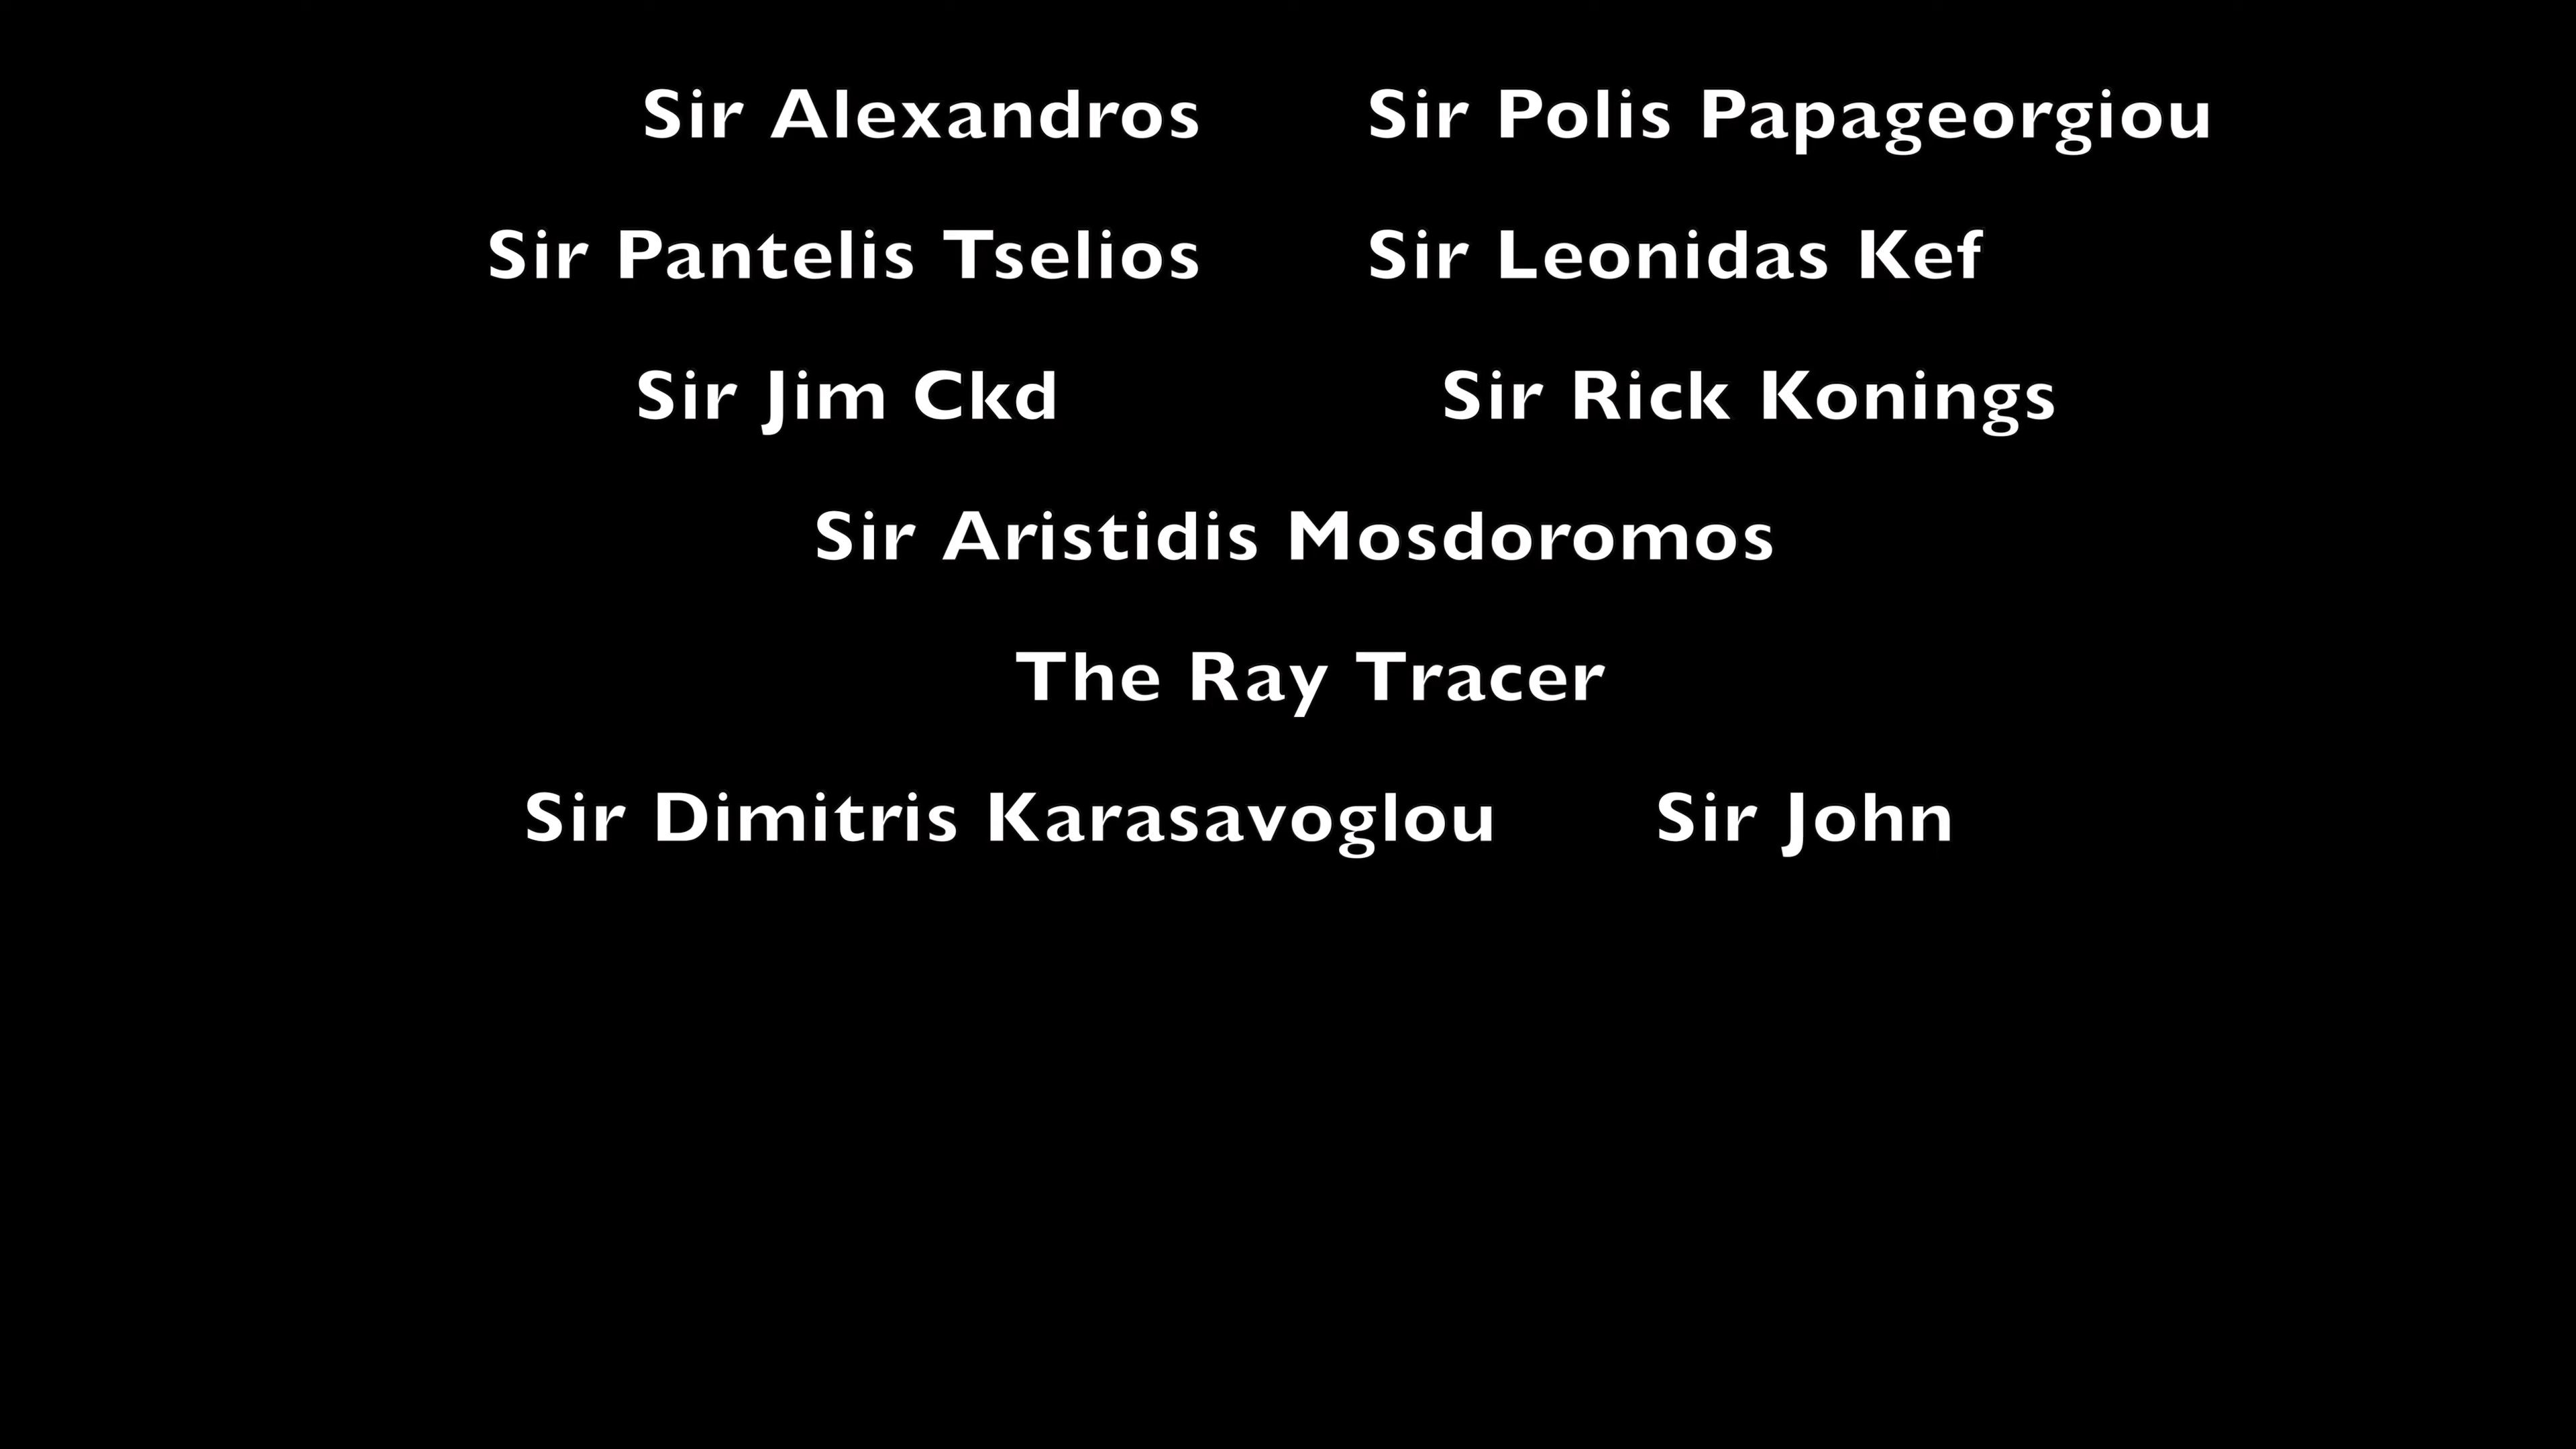 Sir Alexandros Sir Polis Papageorgiou
Sir Pantelis Tselios Sir Leonidas Kef
Sir Jim Ckd Sir Rick Konings
Sir Aristidis Mosdoromos
The Ray Tracer
Sir Dimitris Karasavoglou Sir John